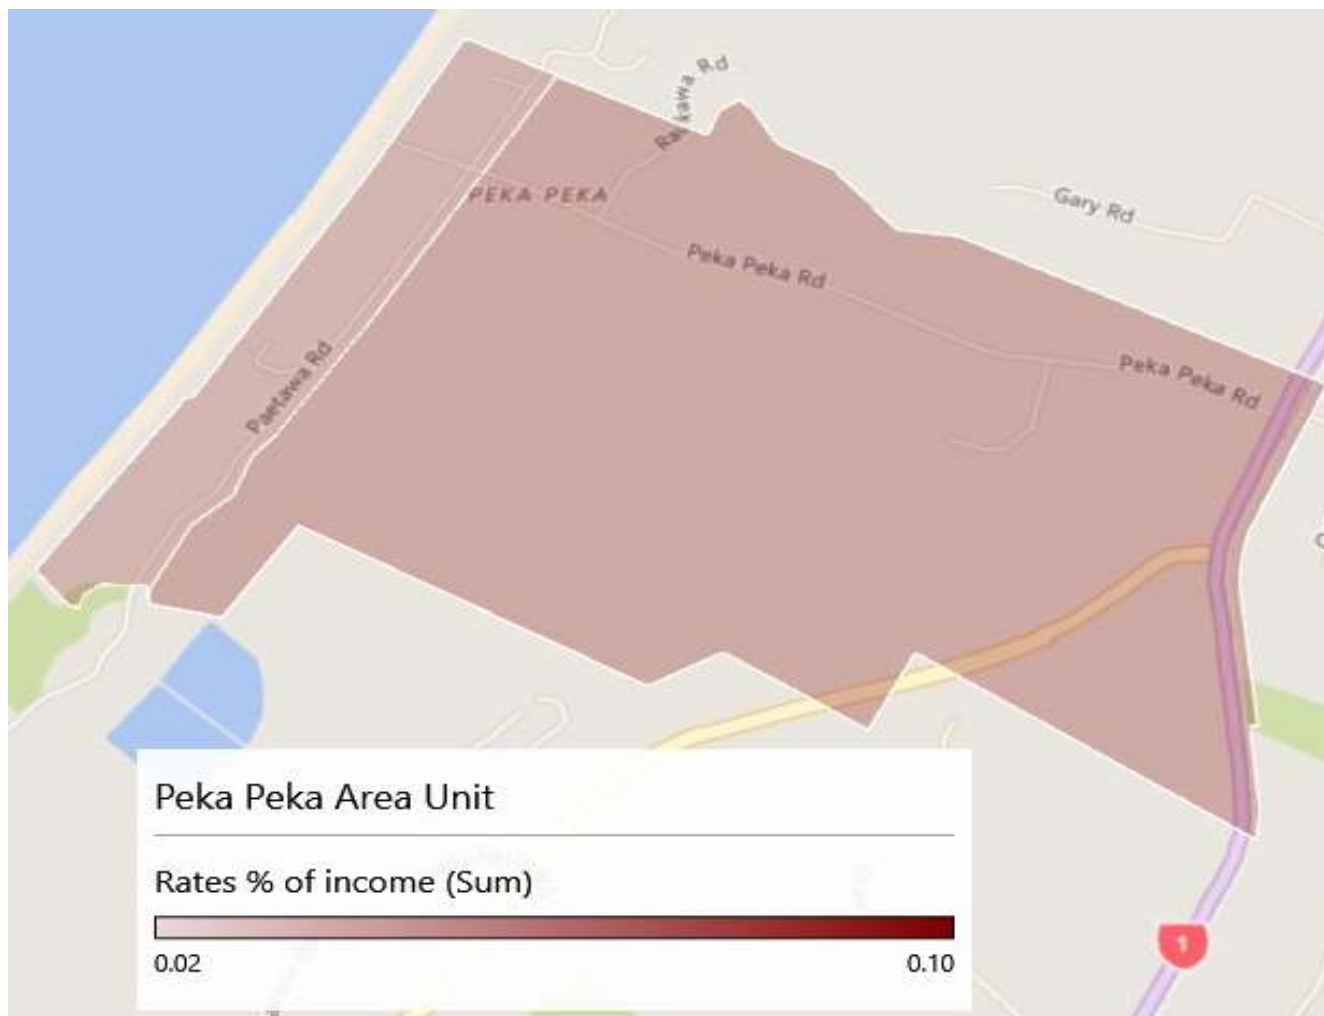 Raukawa Rd
PEKA PEKA
Gary Rd
Peka Peka Rd
Peka Peka Rd
Paetawa Rd
Peka Peka Area Unit
Rates % of income (Sum)
0.02 0.10
1